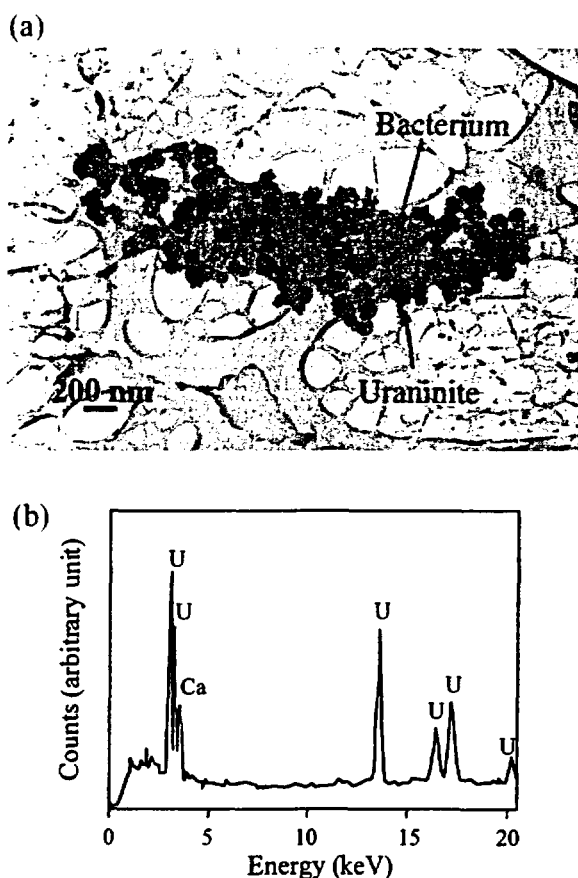 (a)
Bacterium
Uraninite
200 nm
(b)
Counts (arbitrary unit)
U
U
Ca
U
U
U
U
0 5 10 15 20
Energy (keV)